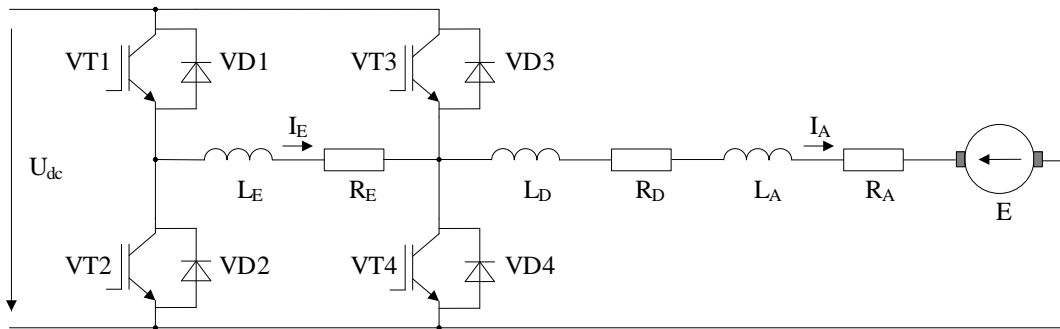 VT1 VD1 VT3 VD3
I_E I_A
U_dc
L_E R_E L_D R_D L_A R_A E
VT2 VD2 VT4 VD4